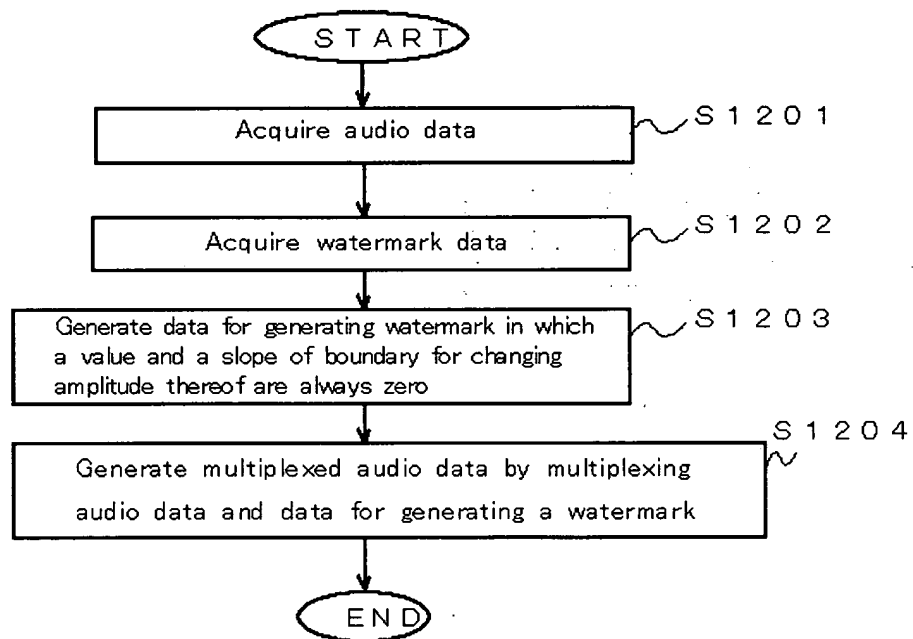 START
Acquire audio data
S1201
Acquire watermark data
S1202
Generate data for generating watermark in which
a value and a slope of boundary for changing
amplitude thereof are always zero
S1203
S1204
Generate multiplexed audio data by multiplexing
audio data and data for generating a watermark
END